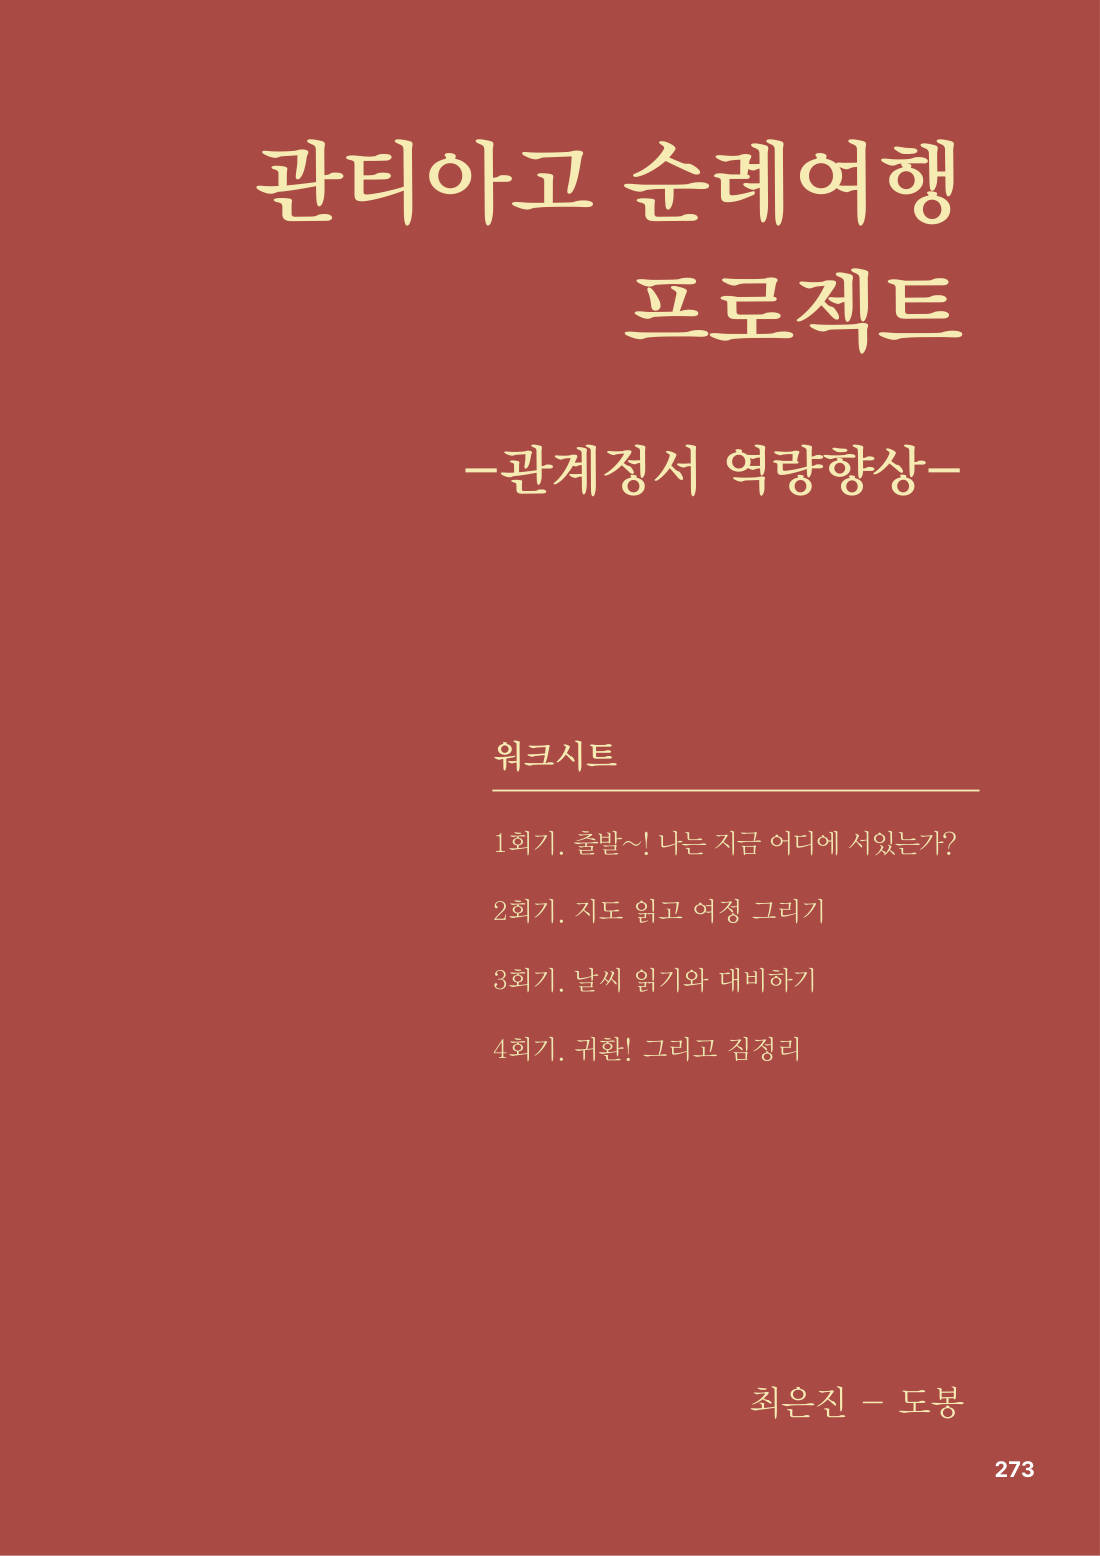 관티아고 순례여행
프로젝트
-관계정서 역량향상-
워크시트
1회기. 출발~! 나는 지금 어디에 서있는가?
2회기. 지도 읽고 여정 그리기
3회기. 날씨 읽기와 대비하기
4회기. 귀환! 그리고 짐정리
최은진 - 도봉
273